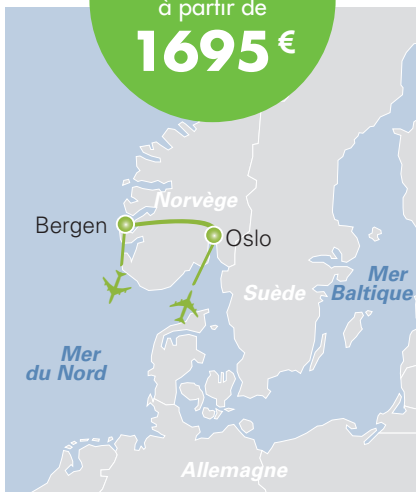 à partir de
1695 €
Norvège
Bergen
Oslo
Suède
Mer
Baltique
Mer
du Nord
Allemagne